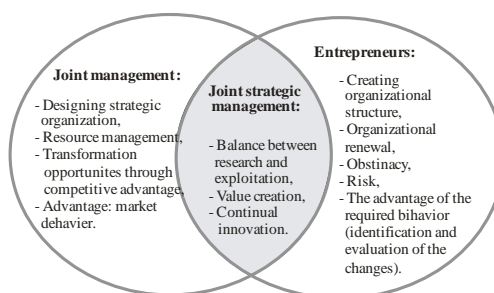 Joint management:
- Designing strategic
organization,
- Resource management,
- Transformation
opportunites through
competitive advantage,
- Advantage: market
dehavier.
Joint strategic
management:
- Balance between
research and
exploitation,
- Value creation,
- Continual
innovation.
Entrepreneurs:
- Creating
organizational
structure,
- Organizational
renewal,
- Obstinacy,
- Risk,
- The advantage of the
required bihavior
(identification and
evaluation of the
changes).